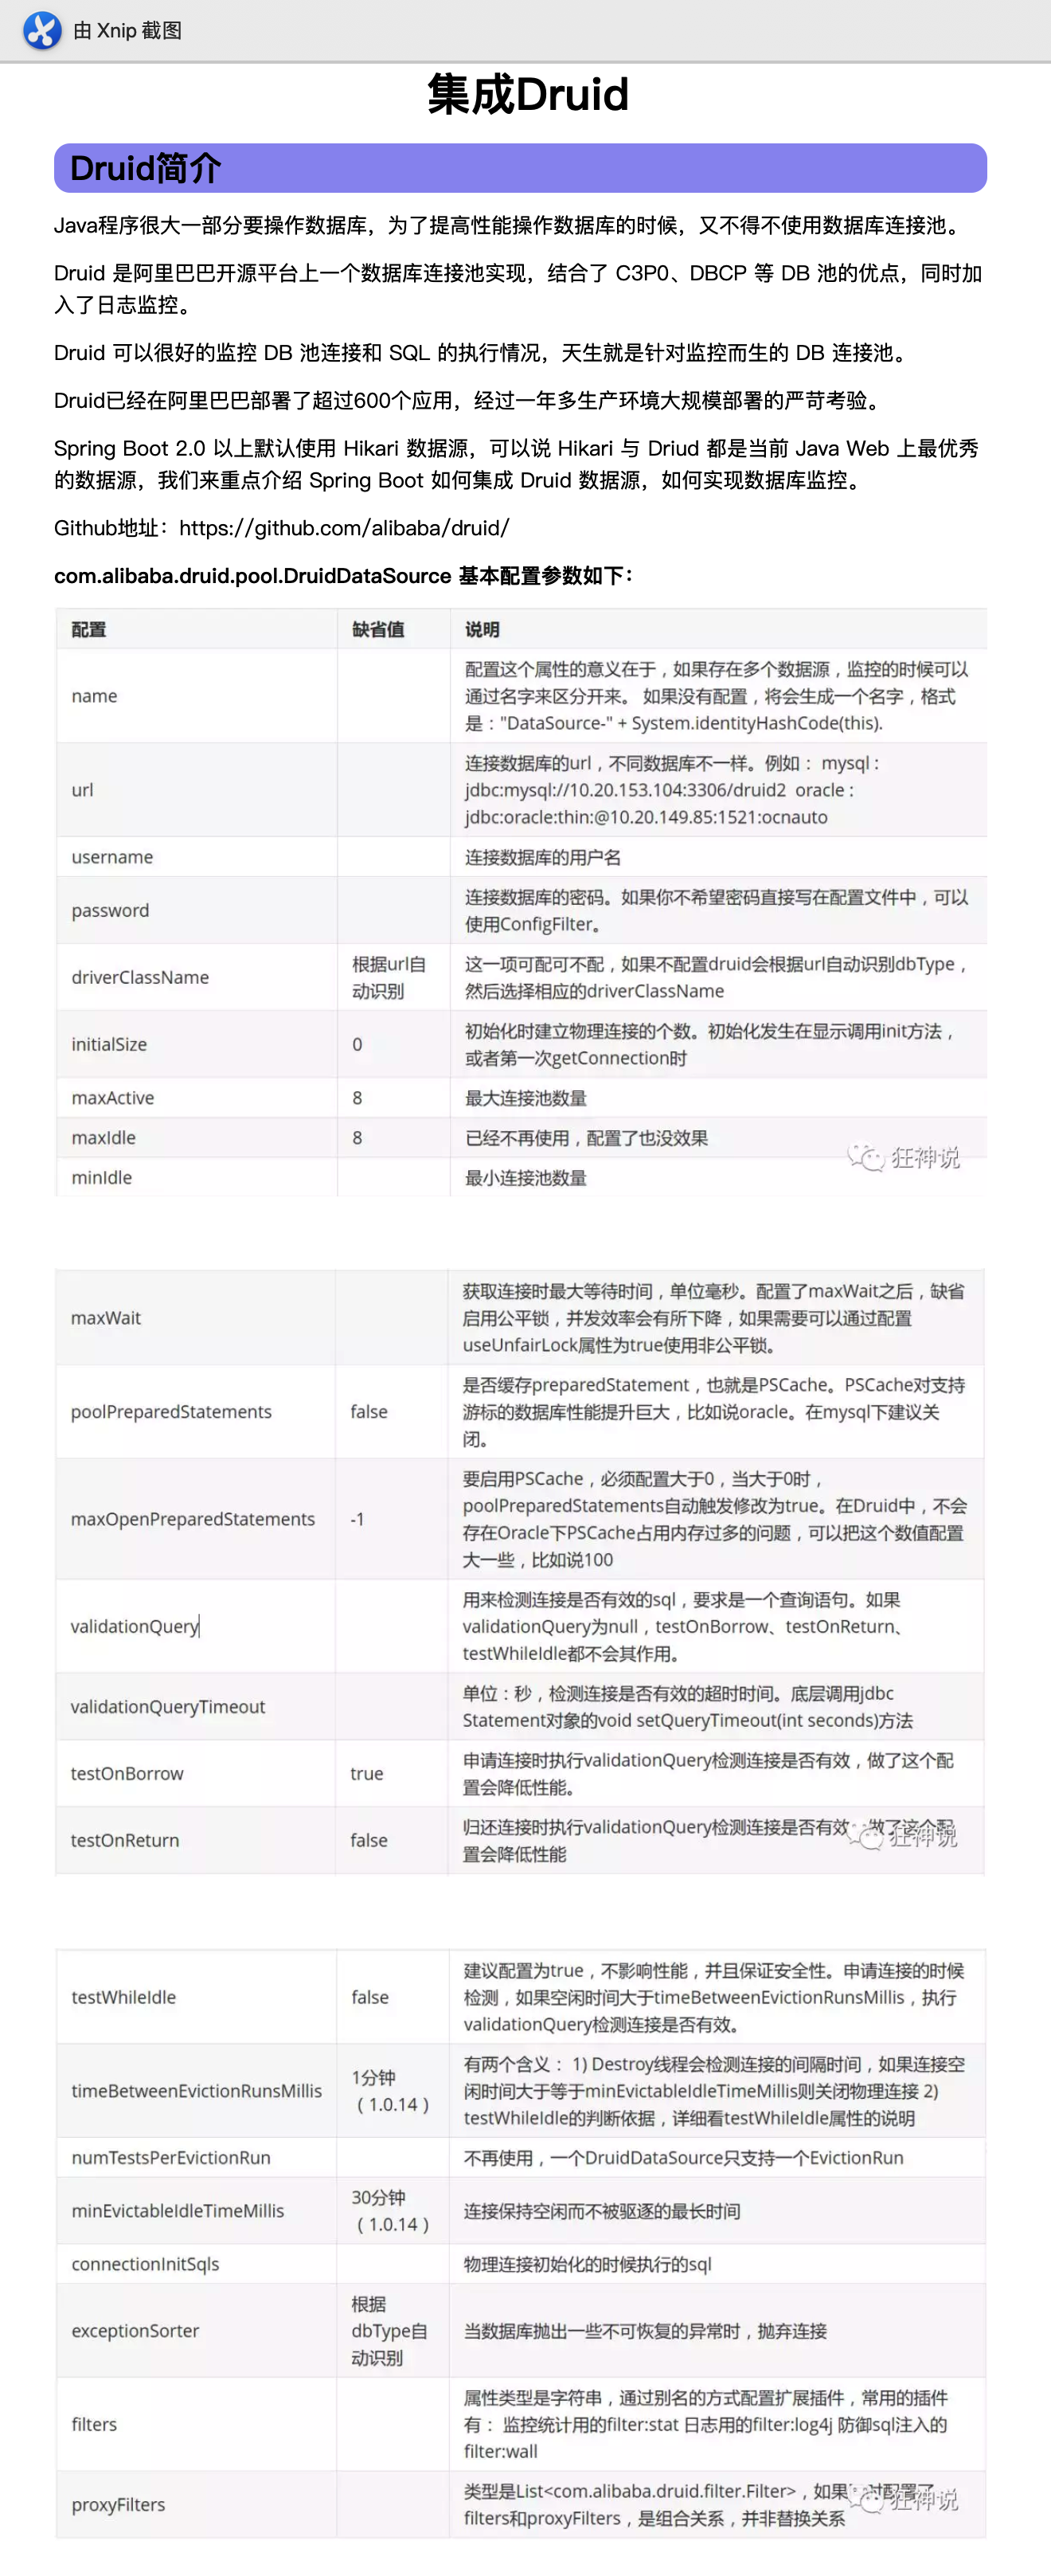 由 Xnip 截图
集成Druid
Druid简介
Java程序很大一部分要操作数据库，为了提高性能操作数据库的时候，又不得不使用数据库连接池。
Druid 是阿里巴巴开源平台上一个数据库连接池实现，结合了 C3P0、DBCP 等 DB 池的优点，同时加
入了日志监控。
Druid 可以很好的监控 DB 池连接和 SQL 的执行情况，天生就是针对监控而生的 DB 连接池。
Druid已经在阿里巴巴部署了超过600个应用，经过一年多生产环境大规模部署的严苛考验。
Spring Boot 2.0 以上默认使用 Hikari 数据源，可以说 Hikari 与 Driud 都是当前 Java Web 上最优秀
的数据源，我们来重点介绍 Spring Boot 如何集成 Druid 数据源，如何实现数据库监控。
Github地址：https://github.com/alibaba/druid/
com.alibaba.druid.pool.DruidDataSource 基本配置参数如下：
配置 缺省值 说明
name
配置这个属性的意义在于，如果存在多个数据源，监控的时候可以
通过名字来区分开来。 如果没有配置，将会生成一个名字，格式
是："DataSource-" + System.identityHashCode(this).
url
连接数据库的url，不同数据库不一样。例如： mysql :
jdbc:mysql://10.20.153.104:3306/druid2 oracle :
jdbc:oracle:thin:@10.20.149.85:1521:ocnauto
username 连接数据库的用户名
password
连接数据库的密码。如果你不希望密码直接写在配置文件中，可以
使用ConfigFilter。
driverClassName
根据url自
动识别
这一项可配可不配，如果不配置druid会根据url自动识别dbType，
然后选择相应的driverClassName
initialSize 0
初始化时建立物理连接的个数。初始化发生在显示调用init方法，
或者第一次getConnection时
maxActive 8 最大连接池数量
maxIdle 8 已经不再使用，配置了也没效果
minIdle 最小连接池数量
狂神说
maxWait
获取连接时最大等待时间，单位毫秒。配置了maxWait之后，缺省
启用公平锁，并发效率会有所下降，如果需要可以通过配置
useUnfairLock属性为true使用非公平锁。
poolPreparedStatements false
是否缓存preparedStatement，也就是PSCache。PSCache对支持
游标的数据库性能提升巨大，比如说oracle。在mysql下建议关
闭。
maxOpenPreparedStatements -1
要启用PSCache，必须配置大于0，当大于0时，
poolPreparedStatements自动触发修改为true。在Druid中，不会
存在Oracle下PSCache占用内存过多的问题，可以把这个数值配置
大一些，比如说100
validationQuery
用来检测连接是否有效的sql，要求是一个查询语句。如果
validationQuery为null，testOnBorrow、testOnReturn、
testWhileIdle都不会其作用。
validationQueryTimeout
单位：秒，检测连接是否有效的超时时间。底层调用jdbc
Statement对象的void setQueryTimeout(int seconds)方法
testOnBorrow true
申请连接时执行validationQuery检测连接是否有效，做了这个配
置会降低性能。
testOnReturn false
归还连接时执行validationQuery检测连接是否有效，做了这个配
置会降低性能
狂神说
testWhileIdle false
建议配置为true，不影响性能，并且保证安全性。申请连接的时候
检测，如果空闲时间大于timeBetweenEvictionRunsMillis，执行
validationQuery检测连接是否有效。
timeBetweenEvictionRunsMillis
1分钟
（1.0.14）
有两个含义： 1) Destroy线程会检测连接的间隔时间，如果连接空
闲时间大于等于minEvictableIdleTimeMillis则关闭物理连接 2)
testWhileIdle的判断依据，详细看testWhileIdle属性的说明
numTestsPerEvictionRun 不再使用，一个DruidDataSource只支持一个EvictionRun
minEvictableIdleTimeMillis
30分钟
（1.0.14）
连接保持空闲而不被驱逐的最长时间
connectionInitSqls 物理连接初始化的时候执行的sql
exceptionSorter
根据
dbType自
动识别
当数据库抛出一些不可恢复的异常时，抛弃连接
filters
属性类型是字符串，通过别名的方式配置扩展插件，常用的插件
有： 监控统计用的filter:stat 日志用的filter:log4j 防御sql注入的
filter:wall
proxyFilters
类型是List<com.alibaba.druid.filter.Filter>，如果 时配置了
filters和proxyFilters，是组合关系，并非替换关系
狂神说